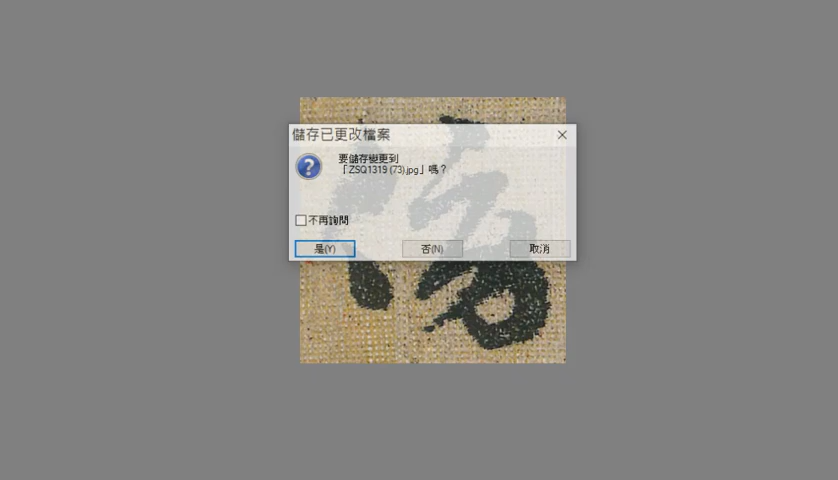 儲存已更改檔案
要儲存變更到
「ZSQ1319 (73).jpg」嗎？
不再詢問
是(Y)
否(N)
取消